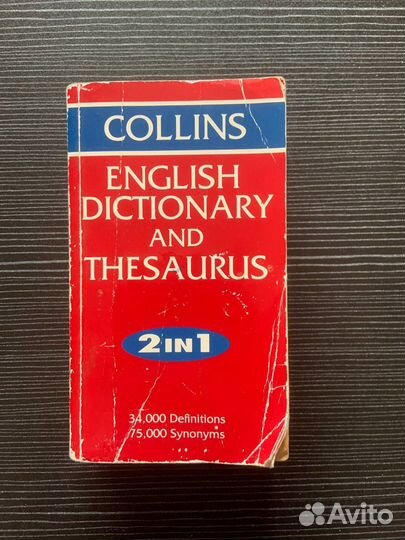 COLLINS
ENGLISH
DICTIONARY
AND
THESAURUS
2 IN 1
34,000 Definitions
75,000 Synonyms
Avito